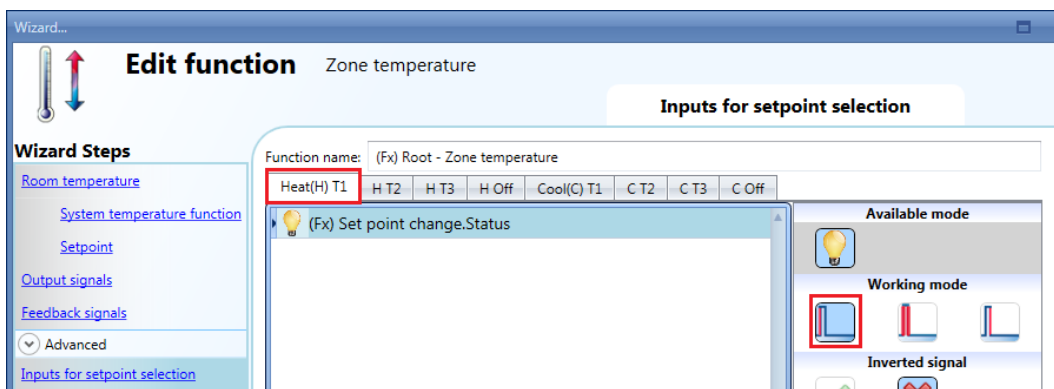 Wizard...
Edit function Zone temperature
Inputs for setpoint selection
Wizard Steps
Function name: (Fx) Root - Zone temperature
Room temperature
Heat(H) T1 H T2 H T3 H Off Cool(C) T1 C T2 C T3 C Off
System temperature function
(Fx) Set point change.Status
Available mode
Setpoint
Output signals
Working mode
Feedback signals
Advanced
Inverted signal
Inputs for setpoint selection